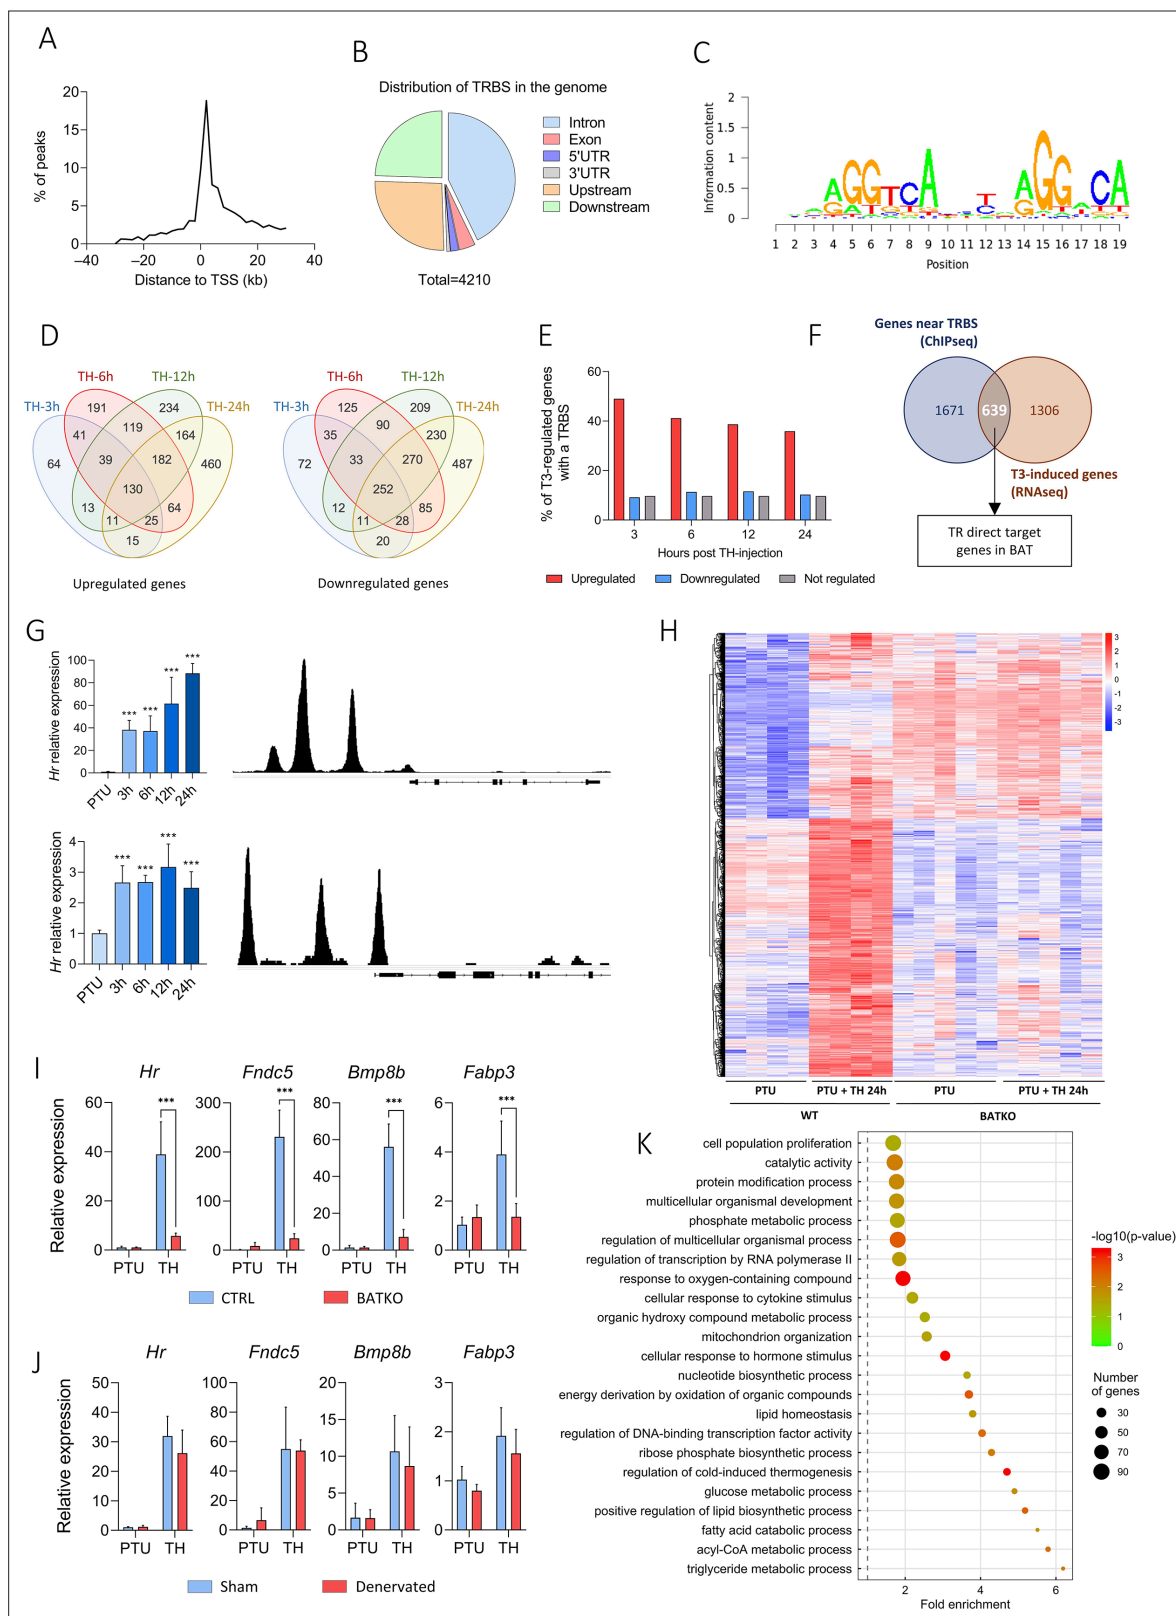 A
% of peaks
20
15
10
5
0
−40
−20
0
20
40
Distance to TSS (kb)
B
Distribution of TRBS in the genome
Intron
Exon
5'UTR
3'UTR
Upstream
Downstream
Total=4210
C
Information content
2
1.5
1
0.5
0
1 2 3 4 5 6 7 8 9 10 11 12 13 14 15 16 17 18 19
Position
D
TH-3h
TH-6h
TH-12h
TH-24h
191
234
119
41
164
64
39
182
460
130
13
64
11
25
15
Upregulated genes
TH-3h
TH-6h
TH-12h
TH-24h
125
209
90
35
230
72
33
270
487
252
12
85
11
28
20
Downregulated genes
E
% of T3-regulated genes
with a TRBS
60
40
20
0
3
6
12
24
Hours post TH-injection
Upregulated
Downregulated
Not regulated
F
Genes near TRBS
(ChIPseq)
1671
639
1306
T3-induced genes
(RNAseq)
TR direct target
genes in BAT
G
Hr relative expression
100
80
60
40
20
0
***
***
***
***
PTU
3h
6h
12h
24h
Hr relative expression
4
3
2
1
0
***
***
***
***
PTU
3h
6h
12h
24h
H
3
2
1
0
-1
-2
-3
PTU
PTU + TH 24h
PTU
PTU + TH 24h
WT
BATKO
I
Relative expression
Hr
60
40
20
0
***
PTU
TH
Fndc5
300
200
100
0
***
PTU
TH
Bmp8b
80
60
40
20
0
***
PTU
TH
Fabp3
6
4
2
0
***
PTU
TH
CTRL
BATKO
J
Relative expression
Hr
50
40
30
20
10
0
PTU
TH
Fndc5
100
80
60
40
20
0
PTU
TH
Bmp8b
20
15
10
5
0
PTU
TH
Fabp3
3
2
1
0
PTU
TH
Sham
Denervated
K
cell population proliferation
catalytic activity
protein modification process
multicellular organismal development
phosphate metabolic process
regulation of multicellular organismal process
regulation of transcription by RNA polymerase II
response to oxygen-containing compound
cellular response to cytokine stimulus
organic hydroxy compound metabolic process
mitochondrion organization
cellular response to hormone stimulus
nucleotide biosynthetic process
energy derivation by oxidation of organic compounds
lipid homeostasis
regulation of DNA-binding transcription factor activity
ribose phosphate biosynthetic process
regulation of cold-induced thermogenesis
glucose metabolic process
positive regulation of lipid biosynthetic process
fatty acid catabolic process
acyl-CoA metabolic process
triglyceride metabolic process
2
4
6
Fold enrichment
-log10(p-value)
3
2
1
0
Number
of genes
30
50
70
90